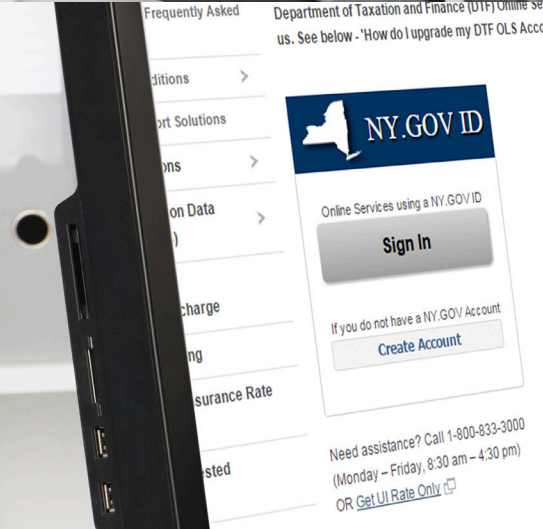 Frequently Asked
ditions
ort Solutions
ons
on Data
)
charge
ng
surance Rate
ested
Department of Taxation and Finance (DTF) Online Se
us. See below - 'How do I upgrade my DTF OLS Acco
NY.GOV ID
Online Services using a NY.GOV ID
Sign In
If you do not have a NY.GOV Account
Create Account
Need assistance? Call 1-800-833-3000
(Monday – Friday, 8:30 am – 4:30 pm)
OR Get UI Rate Only